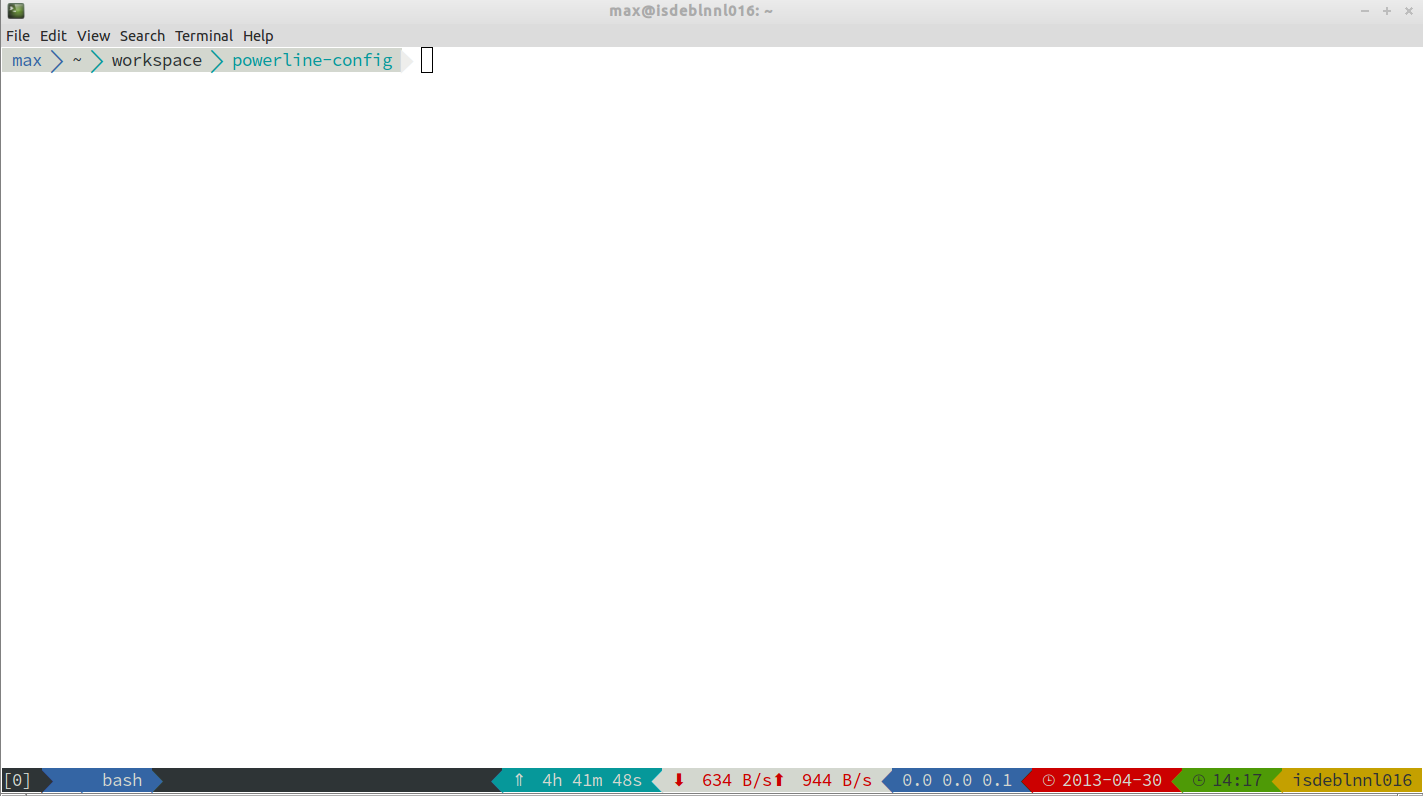 max@isdeblnnl016: ~
File Edit View Search Terminal Help
max ~ workspace powerline-config
[0] bash ⇑ 4h 41m 48s ⬇ 634 B/s⬆ 944 B/s 0.0 0.0 0.1 2013-04-30 14:17 isdeblnnl016